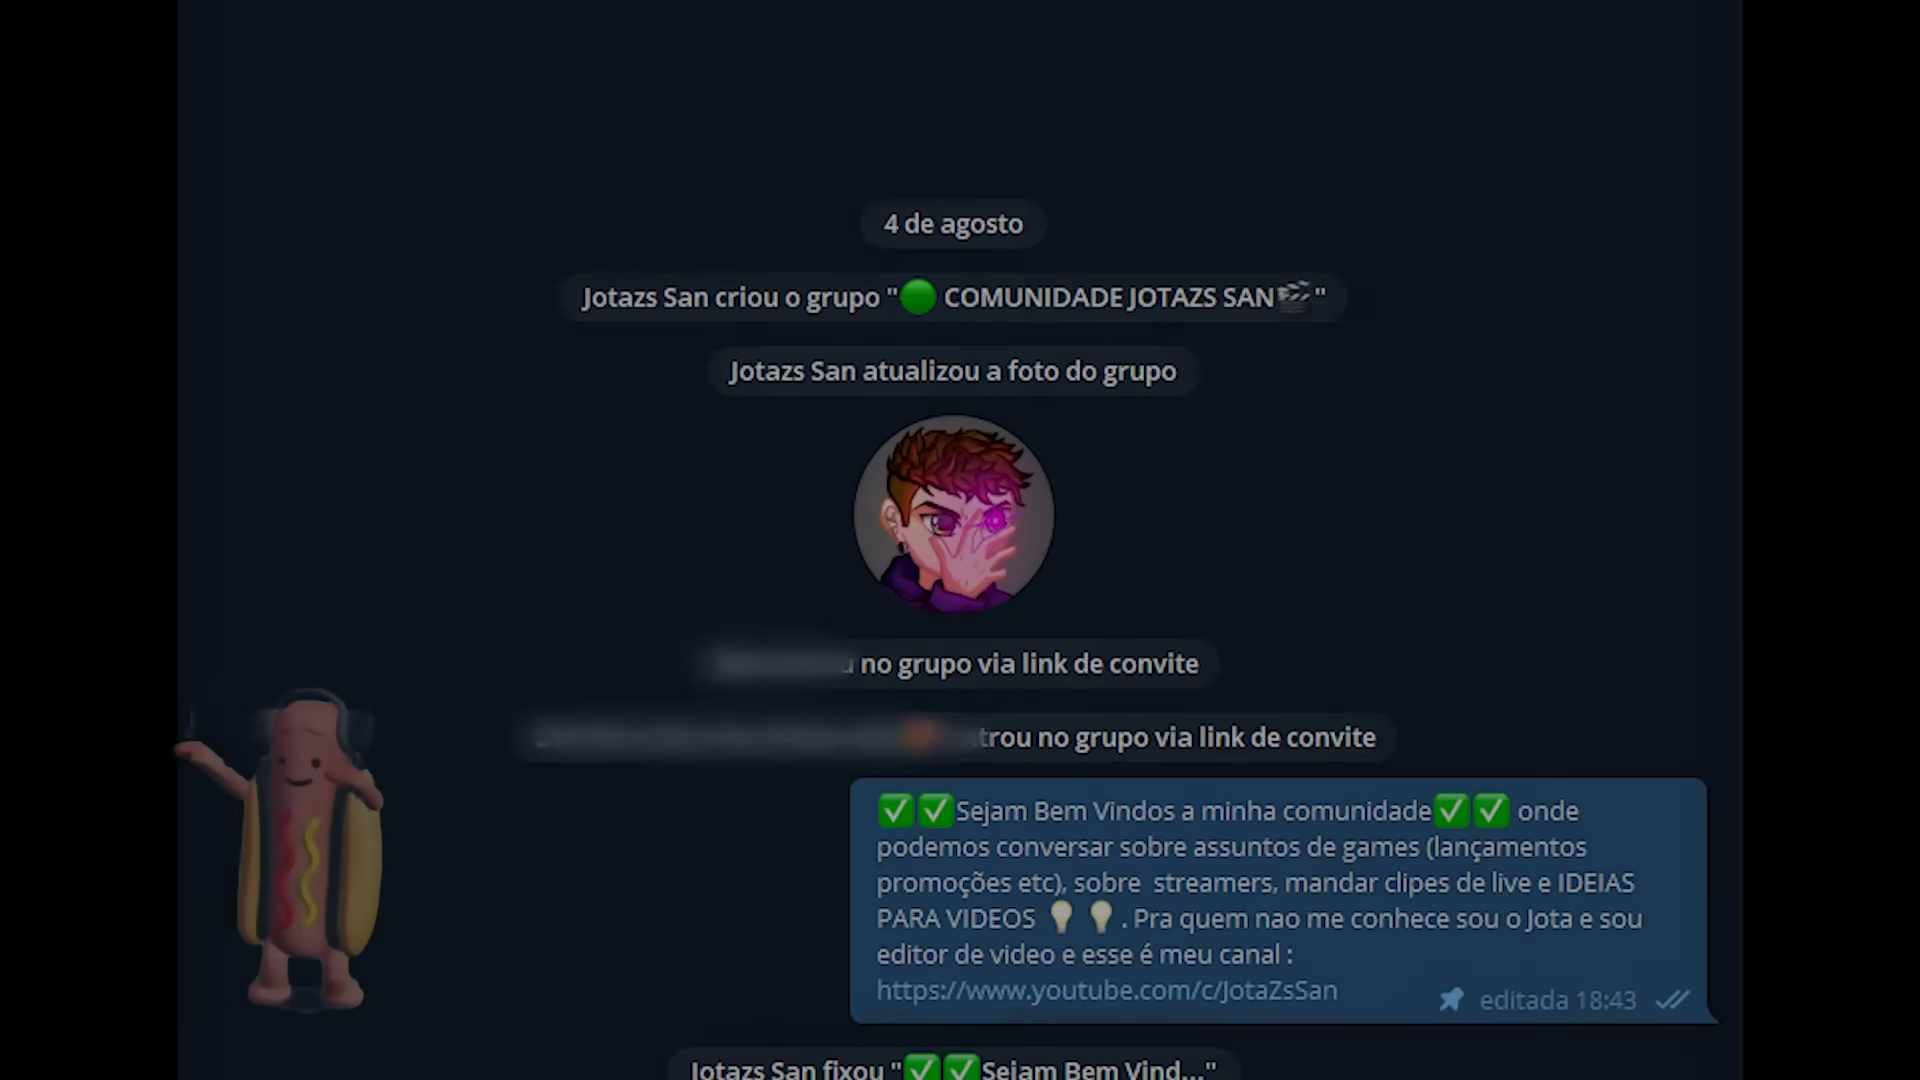 4 de agosto
Jotazs San criou o grupo "🟢 COMUNIDADE JOTAZS SAN🎬"
Jotazs San atualizou a foto do grupo
no grupo via link de convite
no grupo via link de convite
✅✅Sejam Bem Vindos a minha comunidade✅✅ onde
podemos conversar sobre assuntos de games (lançamentos
promoções etc), sobre streamers, mandar clipes de live e IDEIAS
PARA VIDEOS 💡 💡 . Pra quem nao me conhece sou o Jota e sou
editor de video e esse é meu canal :
https://www.youtube.com/c/JotaZsSan
editada 18:43
Jotazs San fixou "✅✅Sejam Bem Vind..."